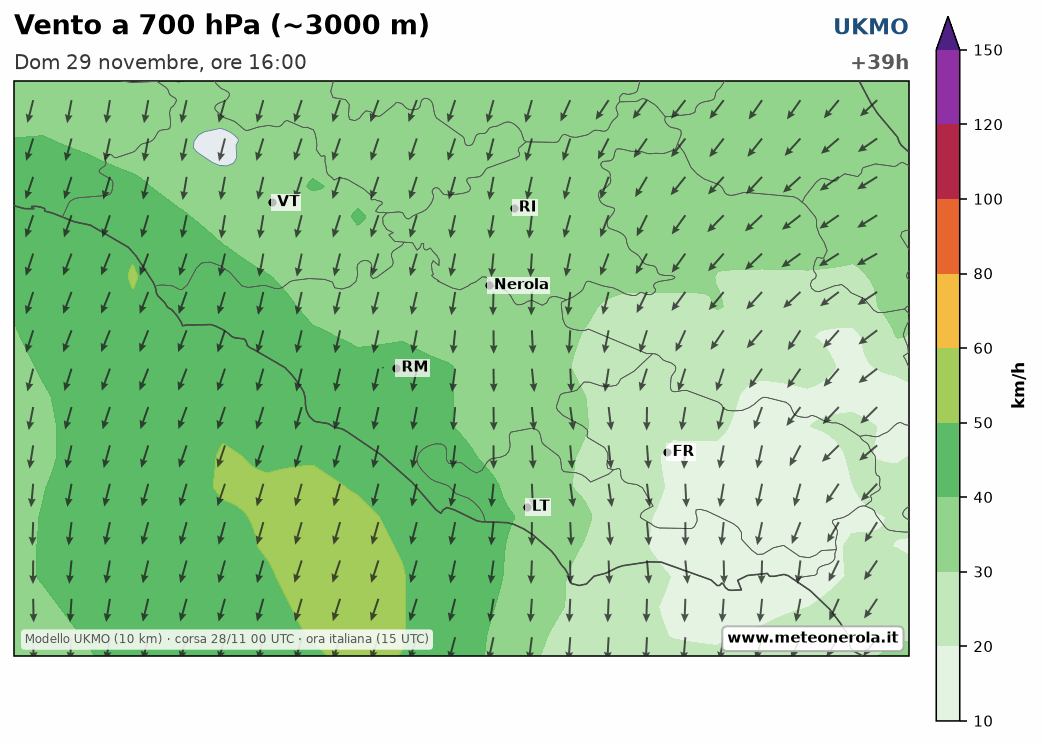 Vento a 700 hPa (~3000 m)
UKMO
Dom 29 novembre, ore 16:00
+39h
VT
RI
Nerola
RM
FR
LT
150
120
100
80
60
50
40
30
20
10
km/h
Modello UKMO (10 km) · corsa 28/11 00 UTC · ora italiana (15 UTC)
www.meteonerola.it